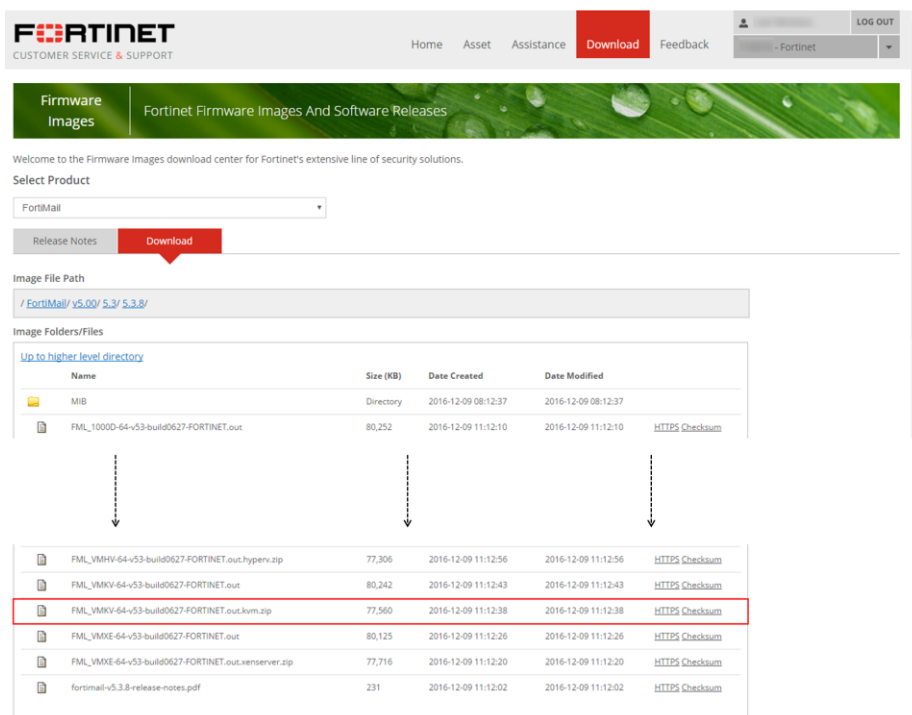 FORTINET
CUSTOMER SERVICE & SUPPORT
Home Asset Assistance Download Feedback
LOG OUT
- Fortinet
Firmware
Images
Fortinet Firmware Images And Software Releases
Welcome to the Firmware Images download center for Fortinet's extensive line of security solutions.
Select Product
FortiMail
Release Notes Download
Image File Path
/ FortiMail/ v5.00/ 5.3/ 5.3.8/
Image Folders/Files
Up to higher level directory
Name Size (KB) Date Created Date Modified
MIB Directory 2016-12-09 08:12:37 2016-12-09 08:12:37
FML_1000D-64-v53-build0627-FORTINET.out 80,252 2016-12-09 11:12:10 2016-12-09 11:12:10 HTTPS Checksum
FML_VMHV-64-v53-build0627-FORTINET.out.hyperv.zip 77,306 2016-12-09 11:12:56 2016-12-09 11:12:56 HTTPS Checksum
FML_VMKV-64-v53-build0627-FORTINET.out 80,242 2016-12-09 11:12:43 2016-12-09 11:12:43 HTTPS Checksum
FML_VMKV-64-v53-build0627-FORTINET.out.kvm.zip 77,560 2016-12-09 11:12:38 2016-12-09 11:12:38 HTTPS Checksum
FML_VMXE-64-v53-build0627-FORTINET.out 80,125 2016-12-09 11:12:26 2016-12-09 11:12:26 HTTPS Checksum
FML_VMXE-64-v53-build0627-FORTINET.out.xenserver.zip 77,716 2016-12-09 11:12:20 2016-12-09 11:12:20 HTTPS Checksum
fortimail-v5.3.8-release-notes.pdf 231 2016-12-09 11:12:02 2016-12-09 11:12:02 HTTPS Checksum